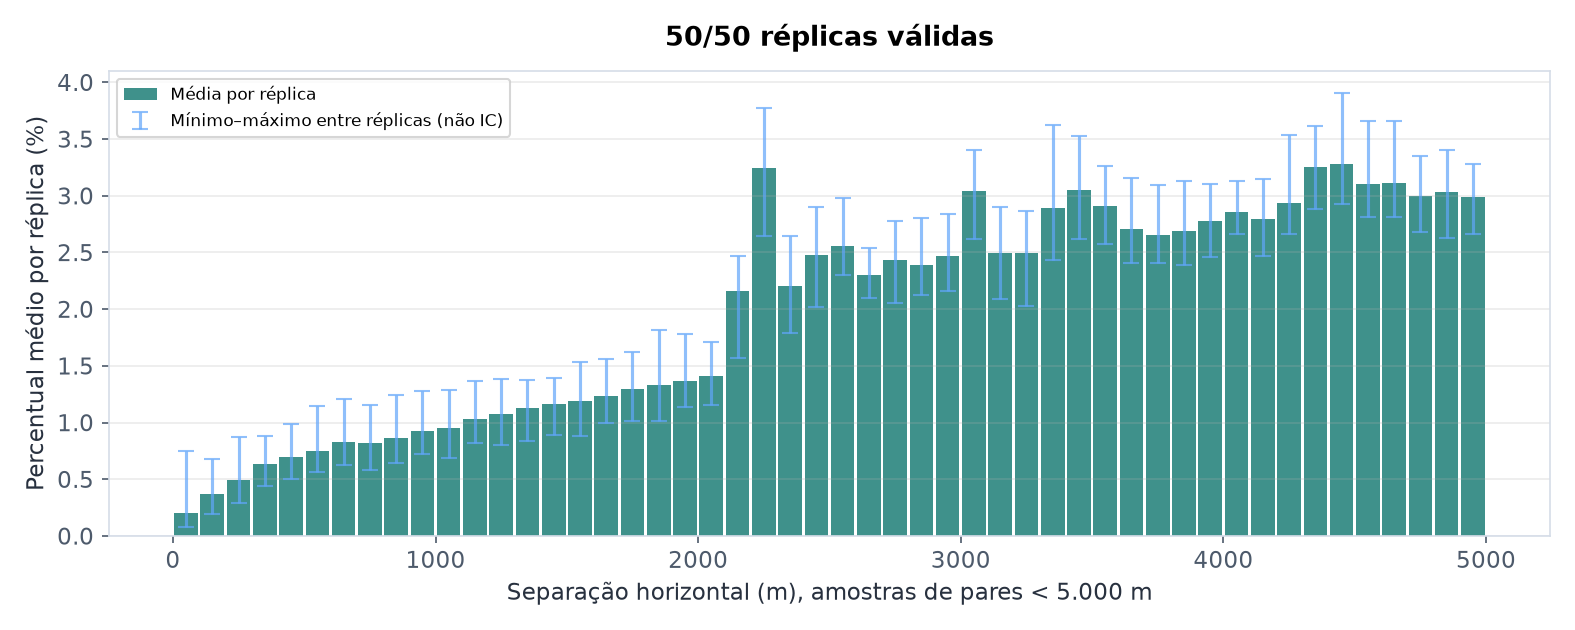 50/50 réplicas válidas
Média por réplica
Mínimo–máximo entre réplicas (não IC)
Percentual médio por réplica (%)
4.0
3.5
3.0
2.5
2.0
1.5
1.0
0.5
0.0
0 1000 2000 3000 4000 5000
Separação horizontal (m), amostras de pares < 5.000 m